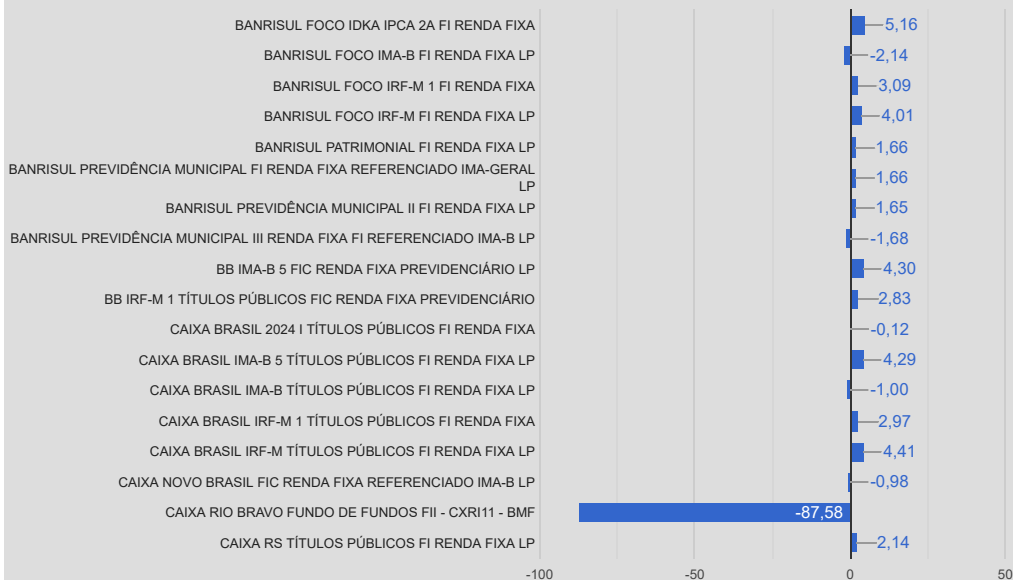 BANRISUL FOCO IDKA IPCA 2A FI RENDA FIXA 5,16
BANRISUL FOCO IMA-B FI RENDA FIXA LP -2,14
BANRISUL FOCO IRF-M 1 FI RENDA FIXA 3,09
BANRISUL FOCO IRF-M FI RENDA FIXA LP 4,01
BANRISUL PATRIMONIAL FI RENDA FIXA LP 1,66
BANRISUL PREVIDÊNCIA MUNICIPAL FI RENDA FIXA REFERENCIADO IMA-GERAL
LP 1,66
BANRISUL PREVIDÊNCIA MUNICIPAL II FI RENDA FIXA LP 1,65
BANRISUL PREVIDÊNCIA MUNICIPAL III RENDA FIXA FI REFERENCIADO IMA-B LP -1,68
BB IMA-B 5 FIC RENDA FIXA PREVIDENCIÁRIO LP 4,30
BB IRF-M 1 TÍTULOS PÚBLICOS FIC RENDA FIXA PREVIDENCIÁRIO 2,83
CAIXA BRASIL 2024 I TÍTULOS PÚBLICOS FI RENDA FIXA -0,12
CAIXA BRASIL IMA-B 5 TÍTULOS PÚBLICOS FI RENDA FIXA LP 4,29
CAIXA BRASIL IMA-B TÍTULOS PÚBLICOS FI RENDA FIXA LP -1,00
CAIXA BRASIL IRF-M 1 TÍTULOS PÚBLICOS FI RENDA FIXA 2,97
CAIXA BRASIL IRF-M TÍTULOS PÚBLICOS FI RENDA FIXA LP 4,41
CAIXA NOVO BRASIL FIC RENDA FIXA REFERENCIADO IMA-B LP -0,98
CAIXA RIO BRAVO FUNDO DE FUNDOS FII - CXRI11 - BMF -87,58
CAIXA RS TÍTULOS PÚBLICOS FI RENDA FIXA LP 2,14
-100 -50 0 50